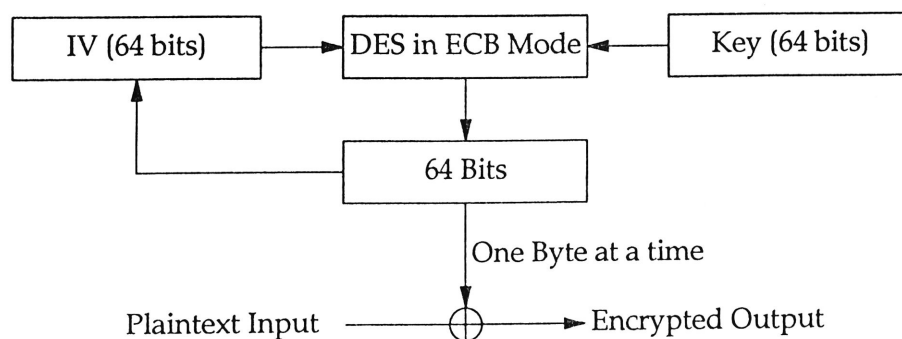 IV (64 bits)
DES in ECB Mode
Key (64 bits)
64 Bits
One Byte at a time
Plaintext Input
Encrypted Output